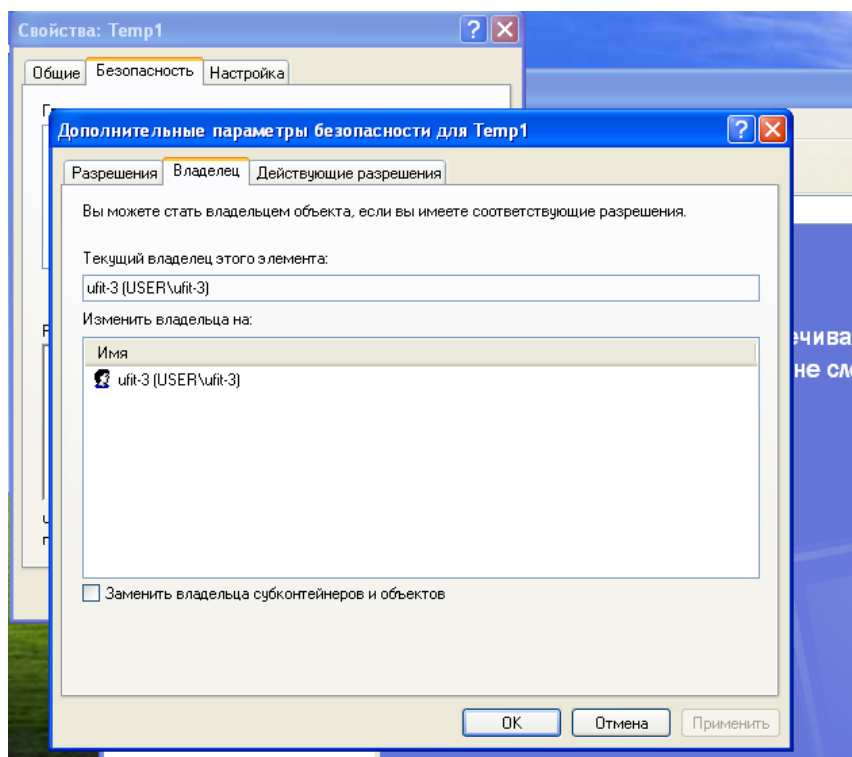 Свойства: Temp1
Общие Безопасность Настройка
Дополнительные параметры безопасности для Temp1
Разрешения Владелец Действующие разрешения
Вы можете стать владельцем объекта, если вы имеете соответствующие разрешения.
Текущий владелец этого элемента:
ufit-3 (USER\ufit-3)
Изменить владельца на:
Имя
ufit-3 (USER\ufit-3)
Заменить владельца субконтейнеров и объектов
ОК Отмена Применить